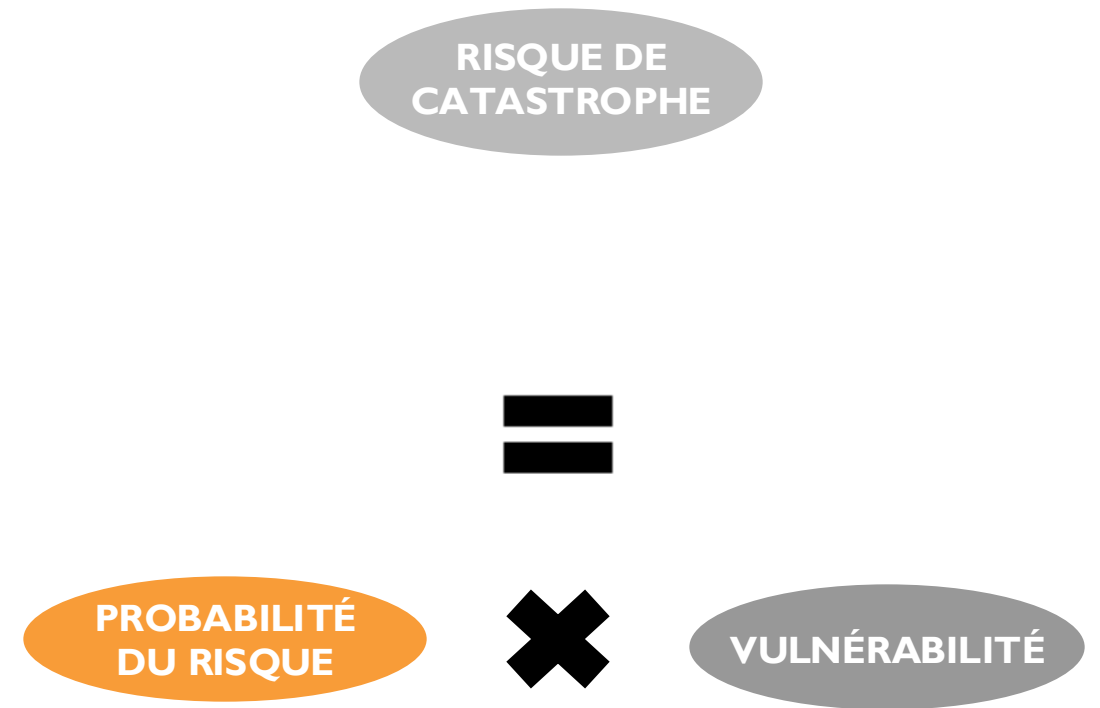 RISQUE DE
CATASTROPHE
=
PROBABILITÉ
DU RISQUE
✖
VULNÉRABILITÉ